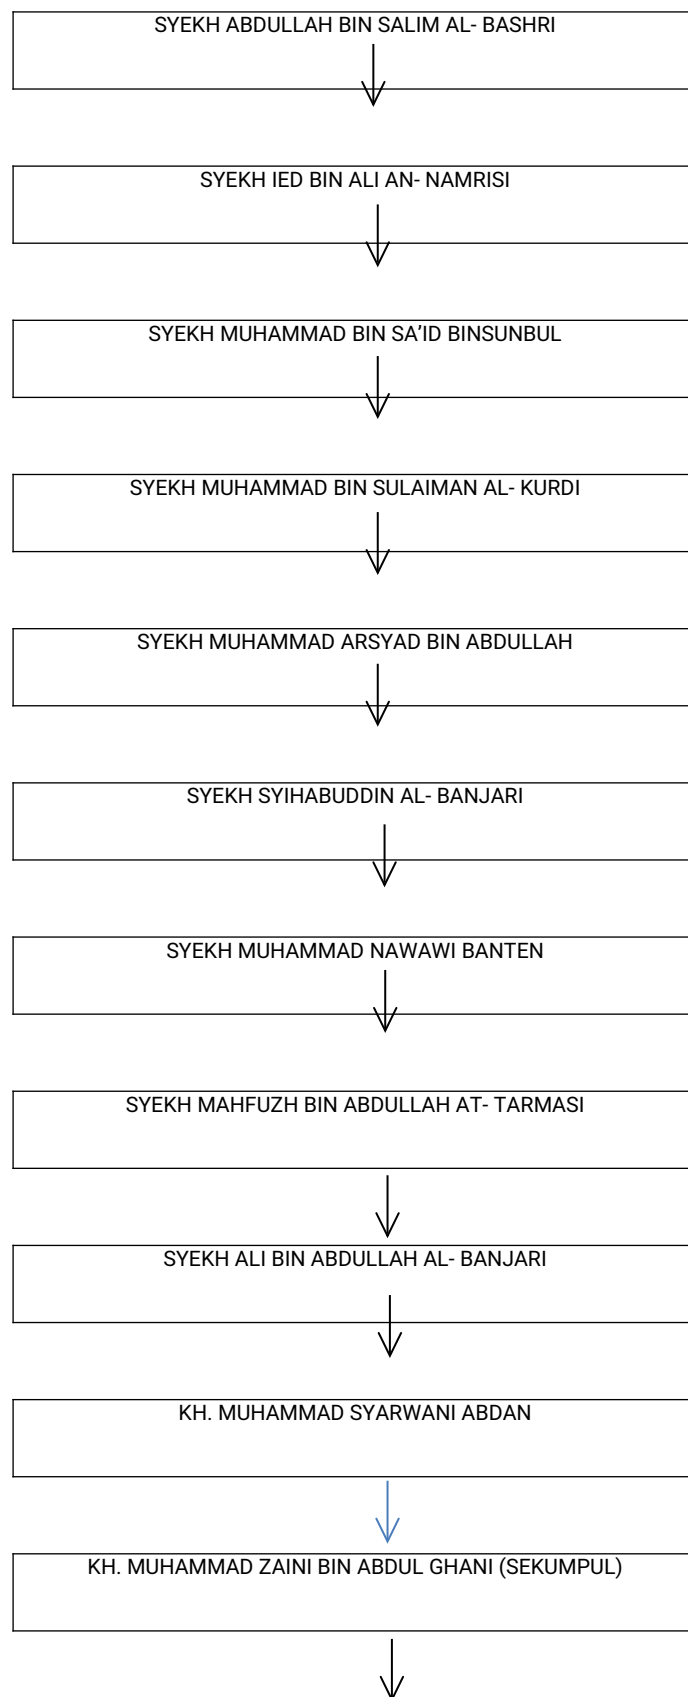 SYEKH ABDULLAH BIN SALIM AL- BASHRI
SYEKH IED BIN ALI AN- NAMRISI
SYEKH MUHAMMAD BIN SA’ID BINSUNBUL
SYEKH MUHAMMAD BIN SULAIMAN AL- KURDI
SYEKH MUHAMMAD ARSYAD BIN ABDULLAH
SYEKH SYIHABUDDIN AL- BANJARI
SYEKH MUHAMMAD NAWAWI BANTEN
SYEKH MAHFUZH BIN ABDULLAH AT- TARMASI
SYEKH ALI BIN ABDULLAH AL- BANJARI
KH. MUHAMMAD SYARWANI ABDAN
KH. MUHAMMAD ZAINI BIN ABDUL GHANI (SEKUMPUL)